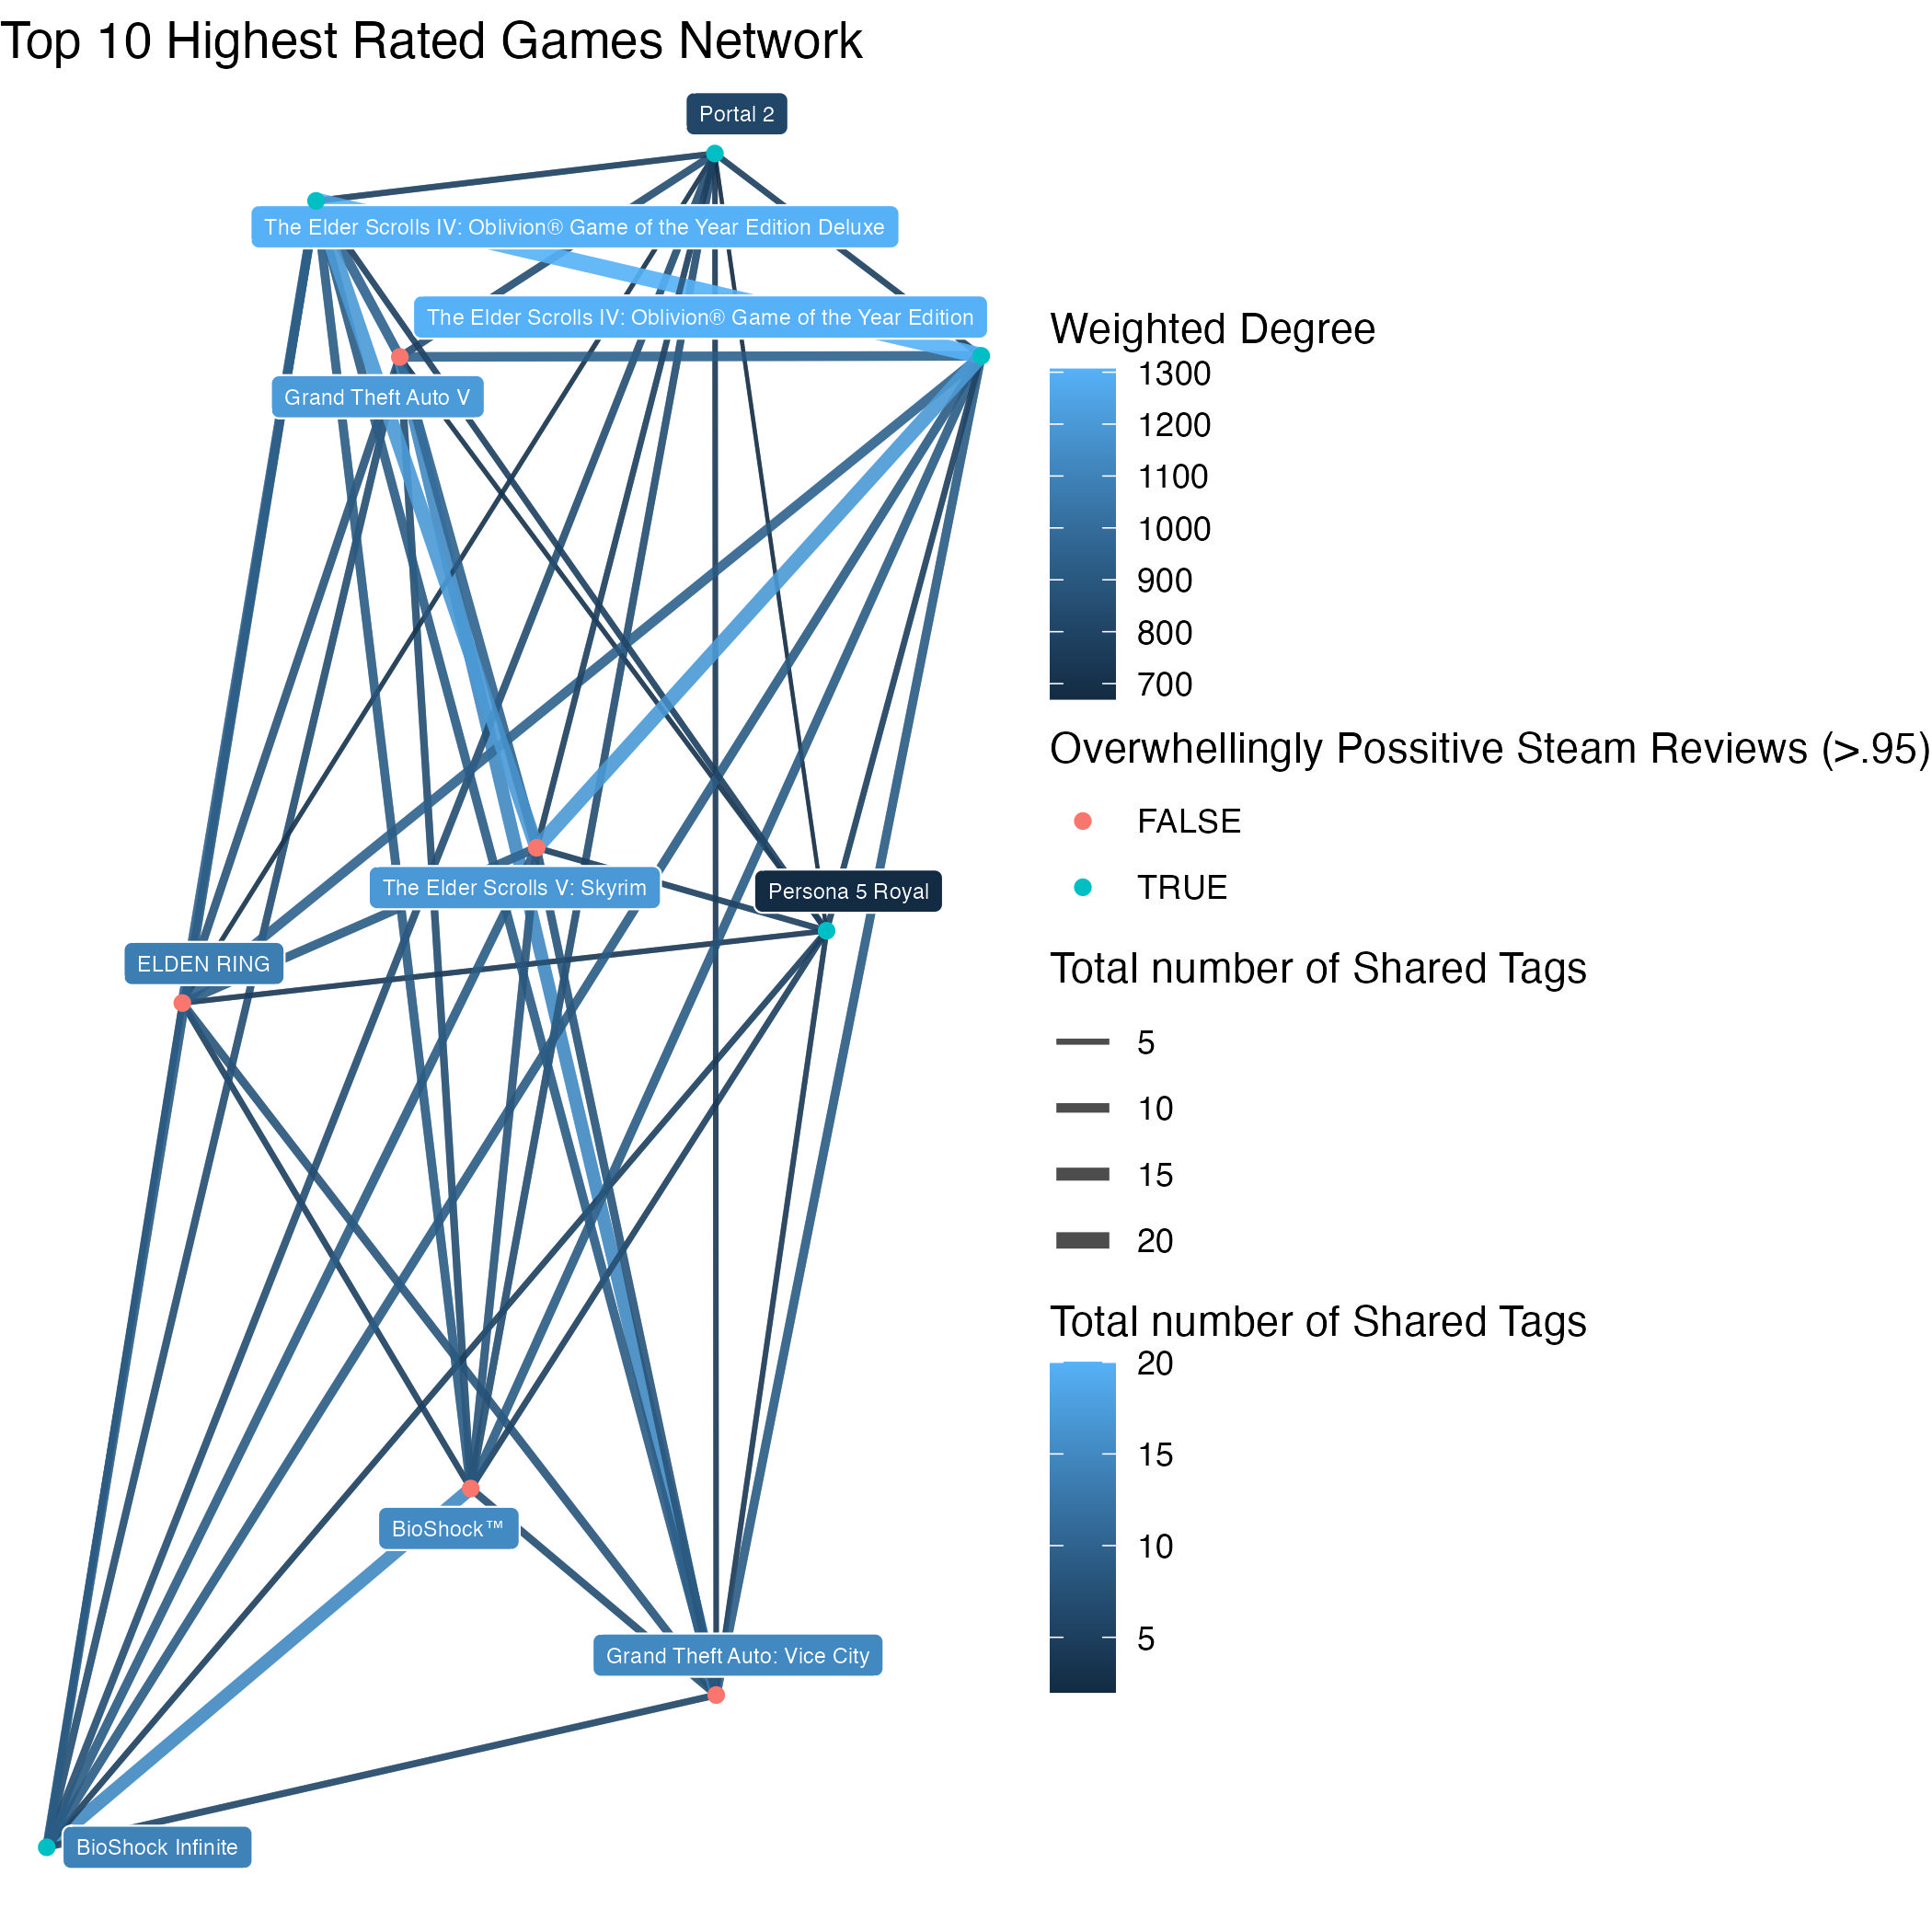 Top 10 Highest Rated Games Network
Portal 2
The Elder Scrolls IV: Oblivion® Game of the Year Edition Deluxe
The Elder Scrolls IV: Oblivion® Game of the Year Edition
Grand Theft Auto V
The Elder Scrolls V: Skyrim
Persona 5 Royal
ELDEN RING
BioShock™
Grand Theft Auto: Vice City
BioShock Infinite
Weighted Degree
1300
1200
1100
1000
900
800
700
Overwhellingly Possitive Steam Reviews (>.95)
FALSE
TRUE
Total number of Shared Tags
5
10
15
20
Total number of Shared Tags
20
15
10
5